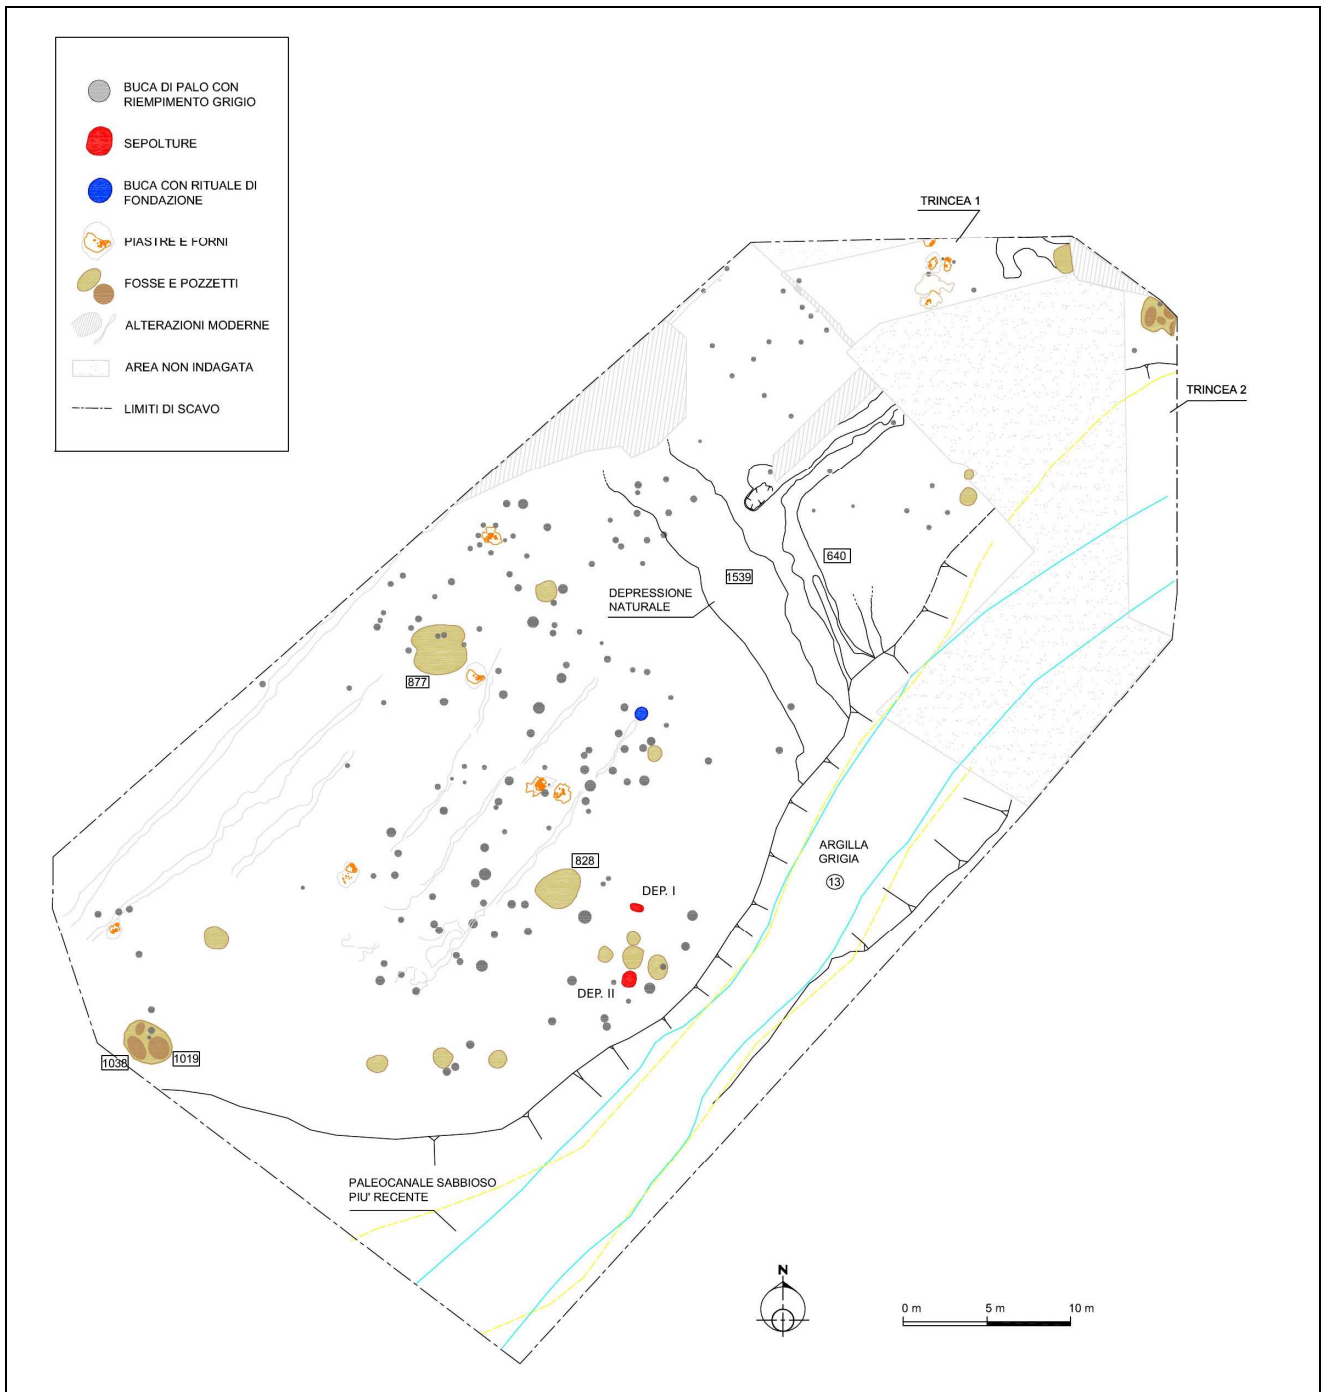 BUCA DI PALO CON
RIEMPIMENTO GRIGIO
SEPOLTURE
BUCA CON RITUALE DI
FONDAZIONE
PIASTRE E FORNI
FOSSE E POZZETTI
ALTERAZIONI MODERNE
AREA NON INDAGATA
LIMITI DI SCAVO
TRINCEA 1
TRINCEA 2
640
1539
DEPRESSIONE
NATURALE
877
828
ARGILLA
GRIGIA
13
DEP. I
DEP. II
1038
1019
PALEOCANALE SABBIOSO
PIU' RECENTE
N
0 m
5 m
10 m